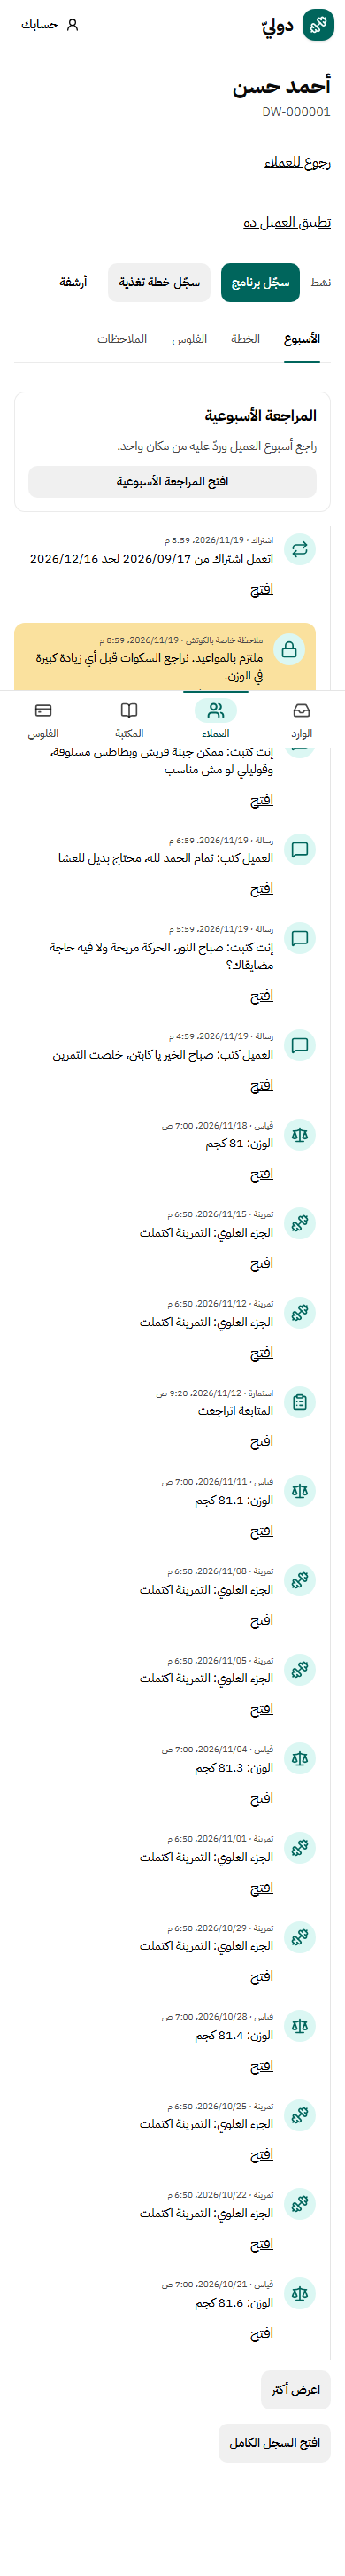 دوليّ
حسابك
أحمد حسن
DW-000001
رجوع للعملاء
تطبيق العميل ده
نشط
سجّل برنامج
سجّل خطة تغذية
أرشفة
الأسبوع
الخطة
الفلوس
الملاحظات
المراجعة الأسبوعية
راجع أسبوع العميل وردّ عليه من مكان واحد.
افتح المراجعة الأسبوعية
اشتراك · 2026/11/19، 8:59 م
اتعمل اشتراك من 2026/09/17 لحد 2026/12/16
افتح
ملاحظة خاصة بالكوتش · 2026/11/19، 8:59 م
ملتزم بالمواعيد. نراجع السكوات قبل أي زيادة كبيرة
في الوزن.
الوارد
العملاء
المكتبة
الفلوس
إنت كتبت: ممكن جبنة قريش وبطاطس مسلوقة،
وقوليلي لو مش مناسب
افتح
رسالة · 2026/11/19، 6:59 م
العميل كتب: تمام الحمد لله، محتاج بديل للعشا
افتح
رسالة · 2026/11/19، 5:59 م
إنت كتبت: صباح النور، الحركة مريحة ولا فيه حاجة
مضايقاك؟
افتح
رسالة · 2026/11/19، 4:59 م
العميل كتب: صباح الخير يا كابتن، خلصت التمرين
افتح
قياس · 2026/11/18، 7:00 ص
الوزن: 81 كجم
افتح
تمرينة · 2026/11/15، 6:50 م
الجزء العلوي: التمرينة اكتملت
افتح
تمرينة · 2026/11/12، 6:50 م
الجزء العلوي: التمرينة اكتملت
افتح
استمارة · 2026/11/12، 9:20 ص
المتابعة اتراجعت
افتح
قياس · 2026/11/11، 7:00 ص
الوزن: 81.1 كجم
افتح
تمرينة · 2026/11/08، 6:50 م
الجزء العلوي: التمرينة اكتملت
افتح
تمرينة · 2026/11/05، 6:50 م
الجزء العلوي: التمرينة اكتملت
افتح
قياس · 2026/11/04، 7:00 ص
الوزن: 81.3 كجم
افتح
تمرينة · 2026/11/01، 6:50 م
الجزء العلوي: التمرينة اكتملت
افتح
تمرينة · 2026/10/29، 6:50 م
الجزء العلوي: التمرينة اكتملت
افتح
قياس · 2026/10/28، 7:00 ص
الوزن: 81.4 كجم
افتح
تمرينة · 2026/10/25، 6:50 م
الجزء العلوي: التمرينة اكتملت
افتح
تمرينة · 2026/10/22، 6:50 م
الجزء العلوي: التمرينة اكتملت
افتح
قياس · 2026/10/21، 7:00 ص
الوزن: 81.6 كجم
افتح
اعرض أكتر
افتح السجل الكامل